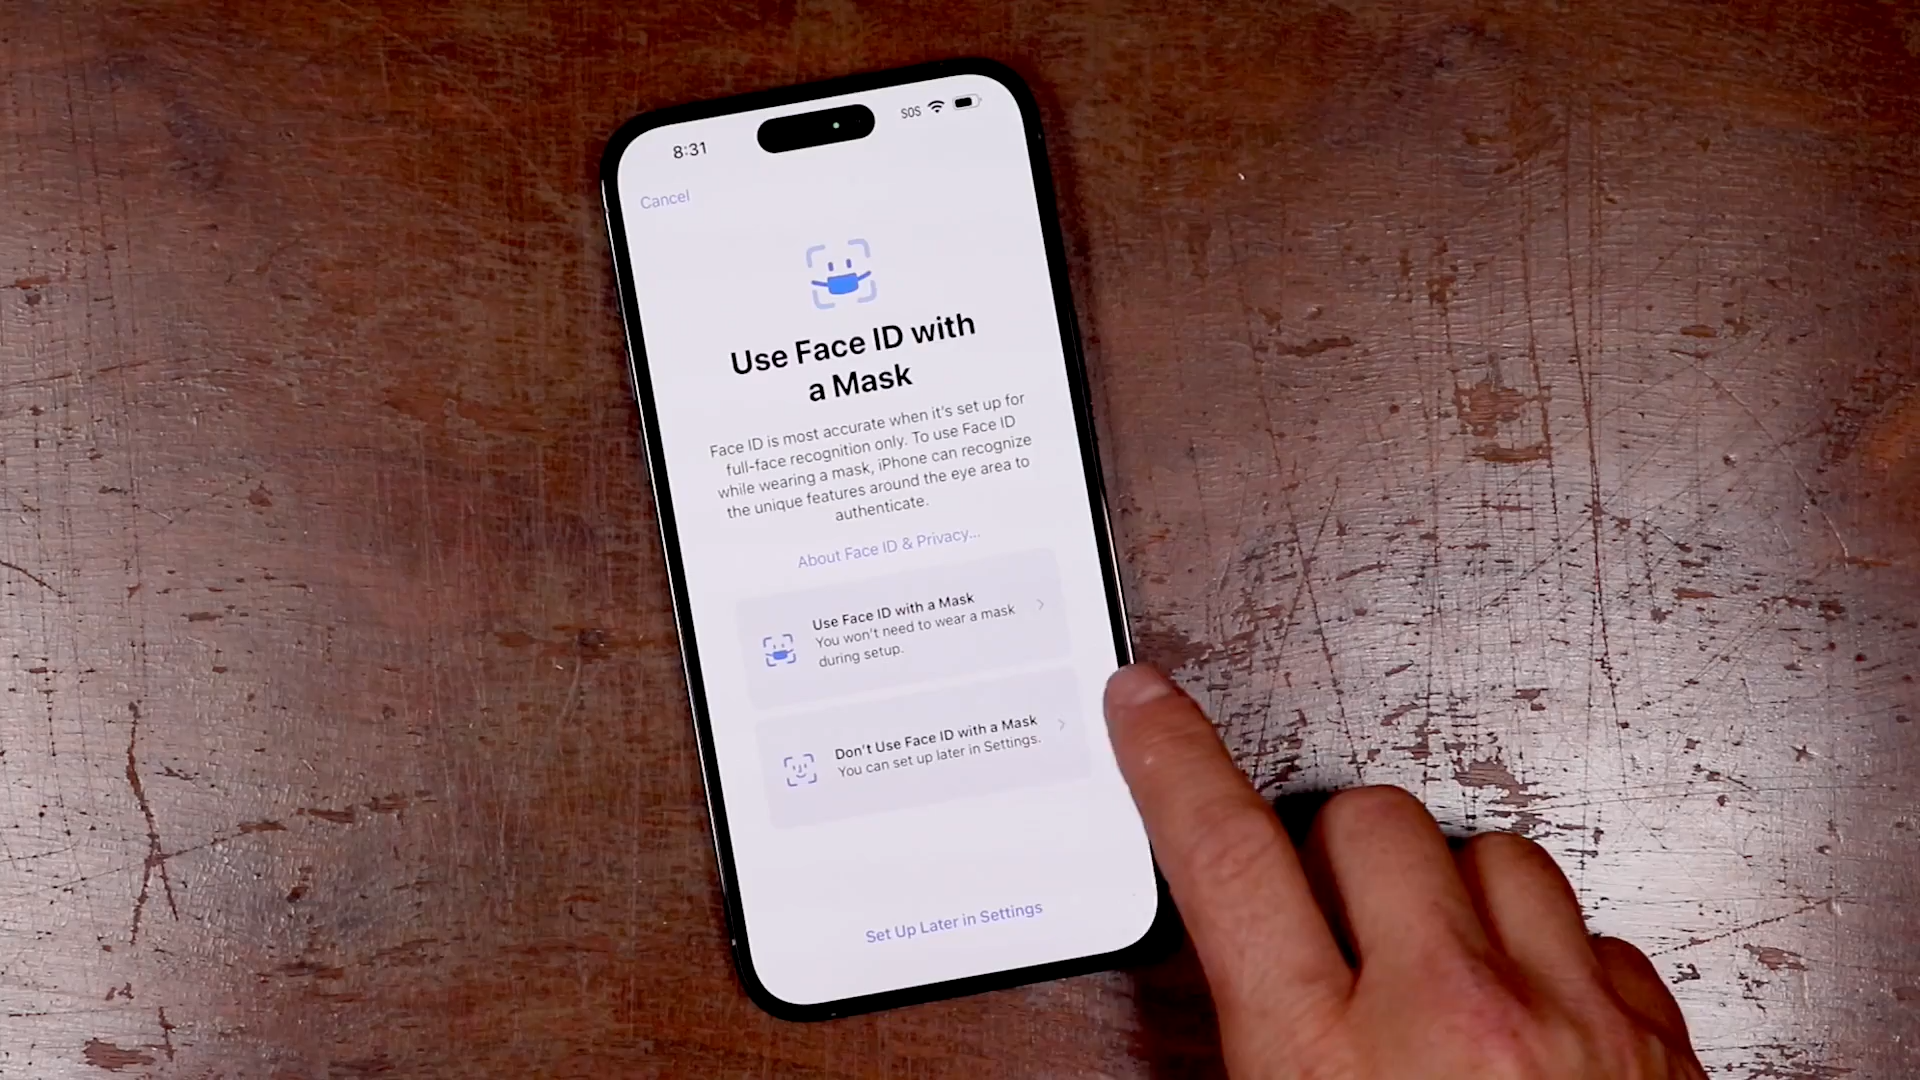 8:31
SOS
Cancel
Use Face ID with
a Mask
Face ID is most accurate when it's set up for
full-face recognition only. To use Face ID
while wearing a mask, iPhone can recognize
the unique features around the eye area to
authenticate.
About Face ID & Privacy...
Use Face ID with a Mask
You won't need to wear a mask
during setup.
Don't Use Face ID with a Mask
You can set up later in Settings.
Set Up Later in Settings